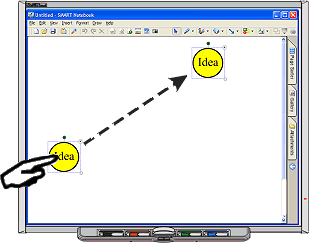 Untitled - SMART Notebook
File Edit View Insert Format Draw Help
Idea
Idea
Page Sorter
Gallery
Attachments